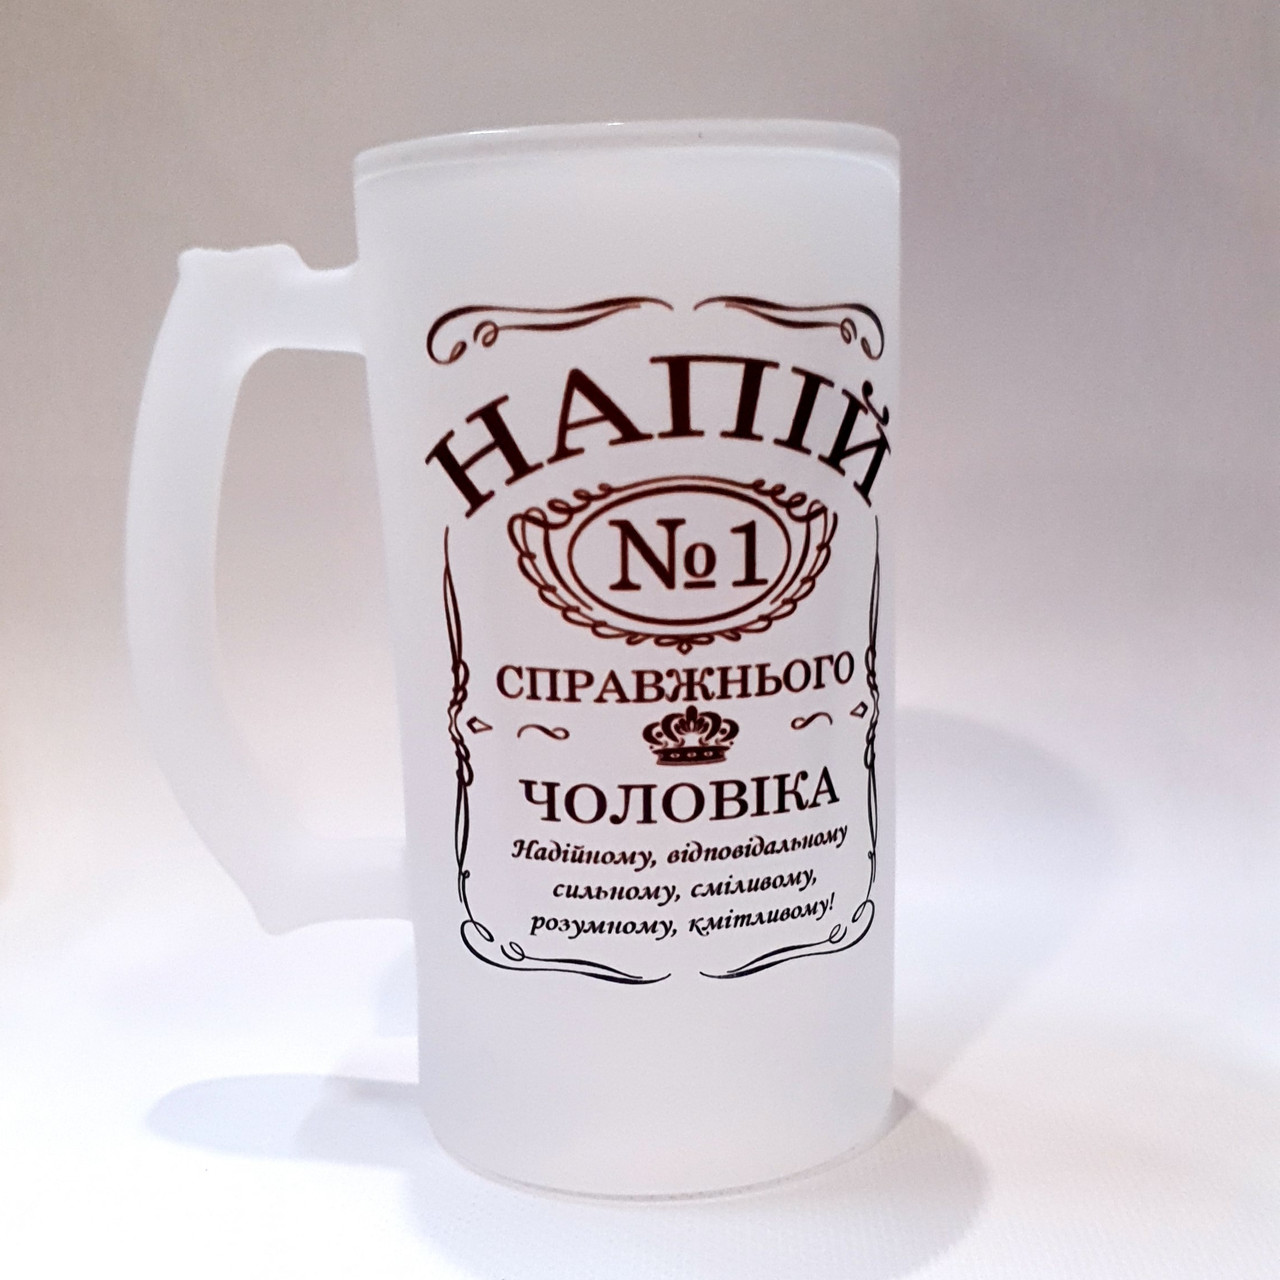 НАПІЙ
№1
СПРАВЖНЬОГО
ЧОЛОВІКА
Надійному, відповідальному
сильному, сміливому,
розумному, кмітливому!